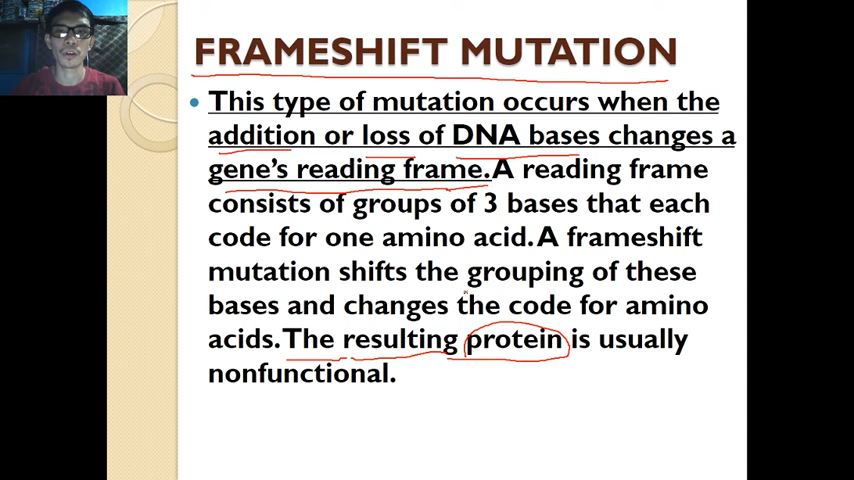 FRAMESHIFT MUTATION
• This type of mutation occurs when the
addition or loss of DNA bases changes a
gene's reading frame. A reading frame
consists of groups of 3 bases that each
code for one amino acid. A frameshift
mutation shifts the grouping of these
bases and changes the code for amino
acids. The resulting protein is usually
nonfunctional.